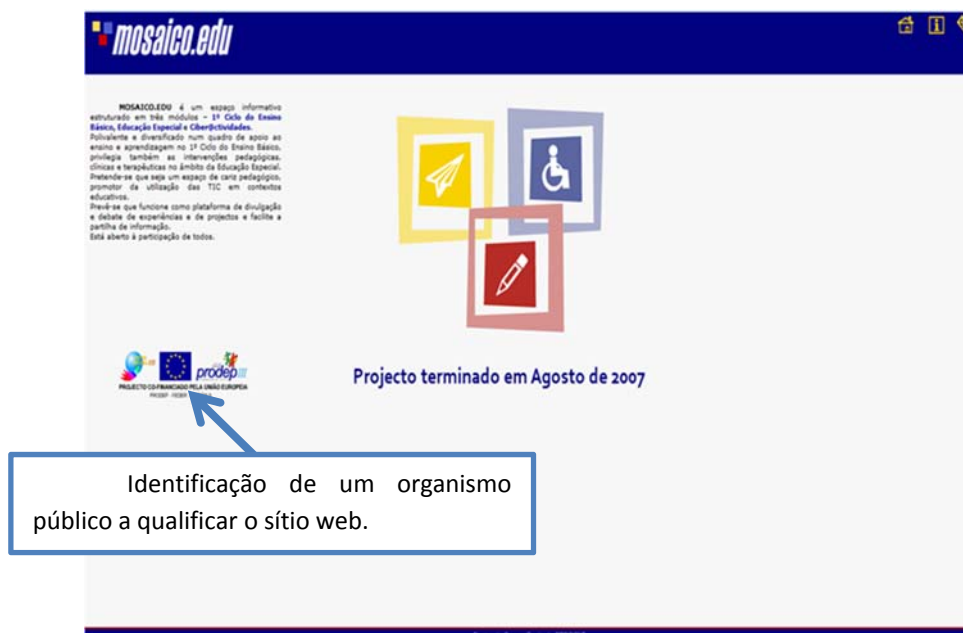 mosaico.edu
MOSAICO.EDU é um espaço informativo
estruturado em três módulos – 1º Ciclo do Ensino
Básico, Educação Especial e Ciber@ctividades.
Polivalente e diversificado num quadro de apoio ao
ensino e aprendizagem no 1º Ciclo do Ensino Básico,
privilegia também as intervenções pedagógicas,
clínicas e terapêuticas no âmbito da Educação Especial.
Pretende-se que seja um espaço de cariz pedagógico,
promotor da utilização das TIC em contextos
educativos.
Prevê-se que funcione como plataforma de divulgação
e debate de experiências e de projectos e facilite a
partilha de informação.
Está aberto à participação de todos.
prodep III
PROJECTO CO-FINANCIADO PELA UNIÃO EUROPEIA
PRODEP
Projecto terminado em Agosto de 2007
Identificação de um organismo
público a qualificar o sítio web.